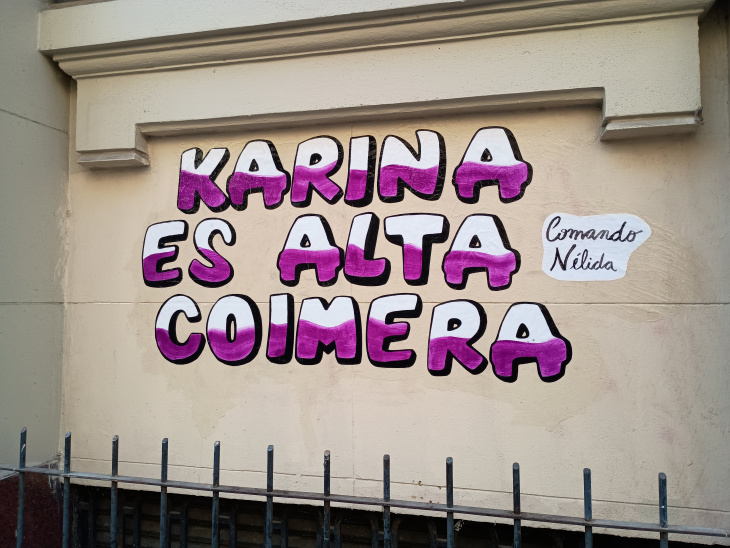 KARINA
ES ALTA
COIMERA
Comando
Nélida